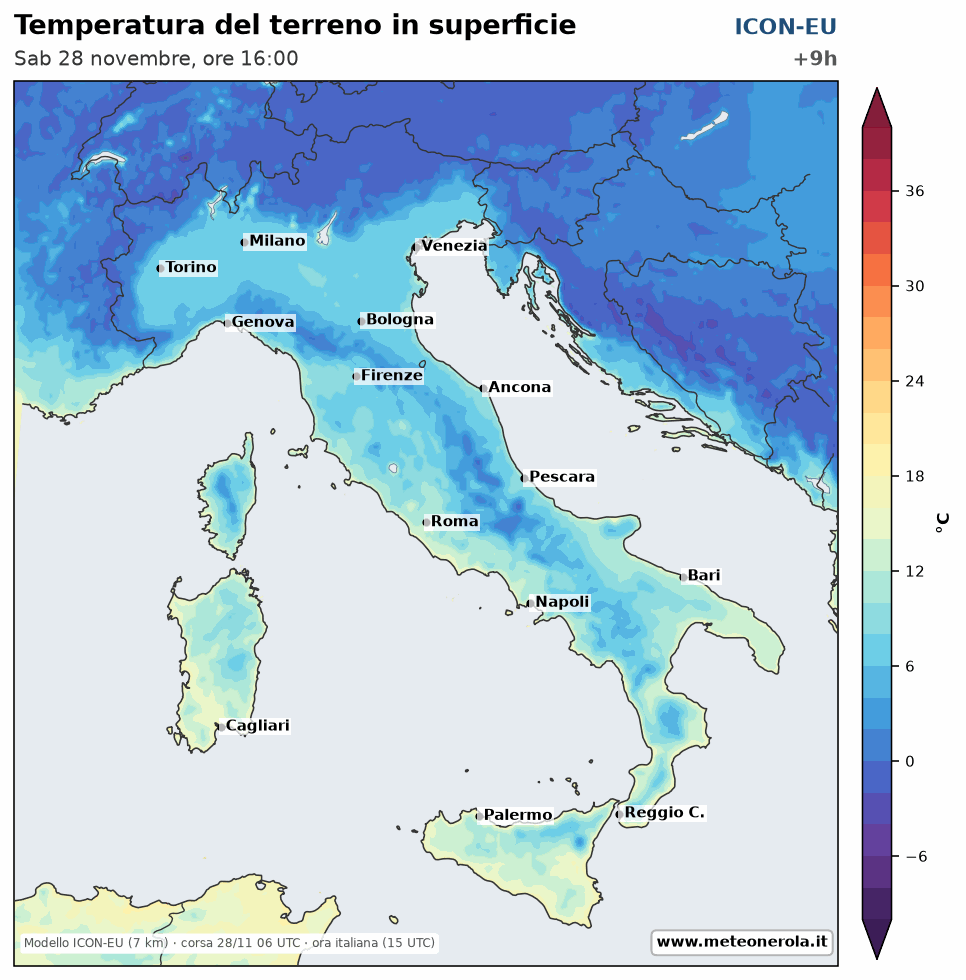 Temperatura del terreno in superficie
ICON-EU
Sab 28 novembre, ore 16:00
+9h
Milano
Venezia
Torino
Genova
Bologna
Firenze
Ancona
Pescara
Roma
Bari
Napoli
Cagliari
Palermo
Reggio C.
36
30
24
18
12
6
0
−6
°C
Modello ICON-EU (7 km) · corsa 28/11 06 UTC · ora italiana (15 UTC)
www.meteonerola.it